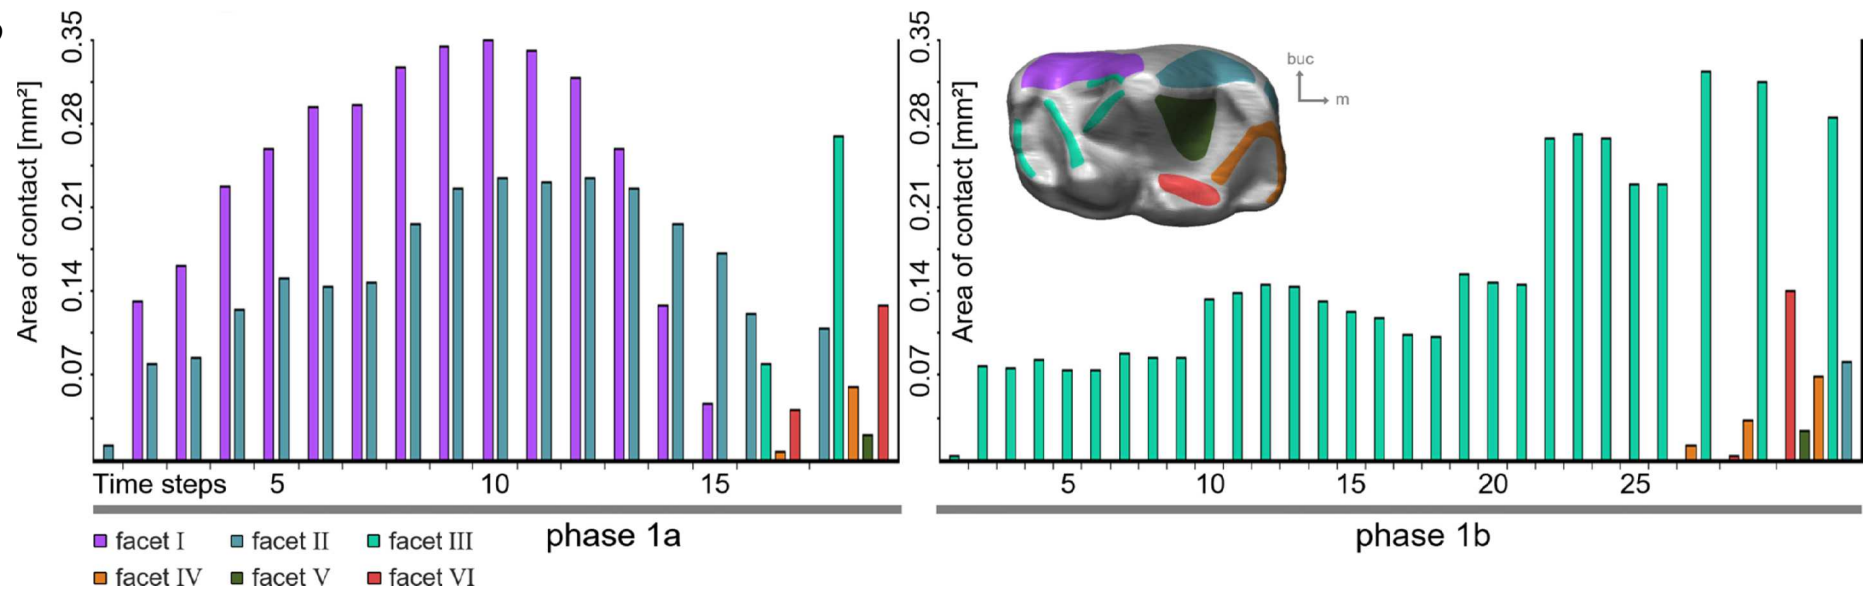 Area of contact [mm²]
0.35
0.28
0.21
0.14
0.07
Time steps 5 10 15
phase 1a
facet I facet II facet III
facet IV facet V facet VI
Area of contact [mm²]
0.35
0.28
0.21
0.14
0.07
buc
m
5 10 15 20 25
phase 1b